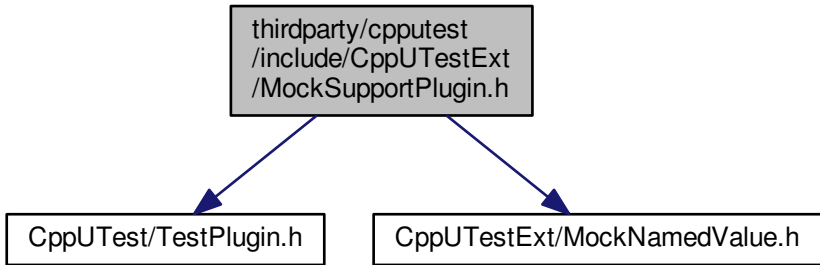 thirdparty/cpputest
/include/CppUTestExt
/MockSupportPlugin.h
CppUTest/TestPlugin.h
CppUTestExt/MockNamedValue.h